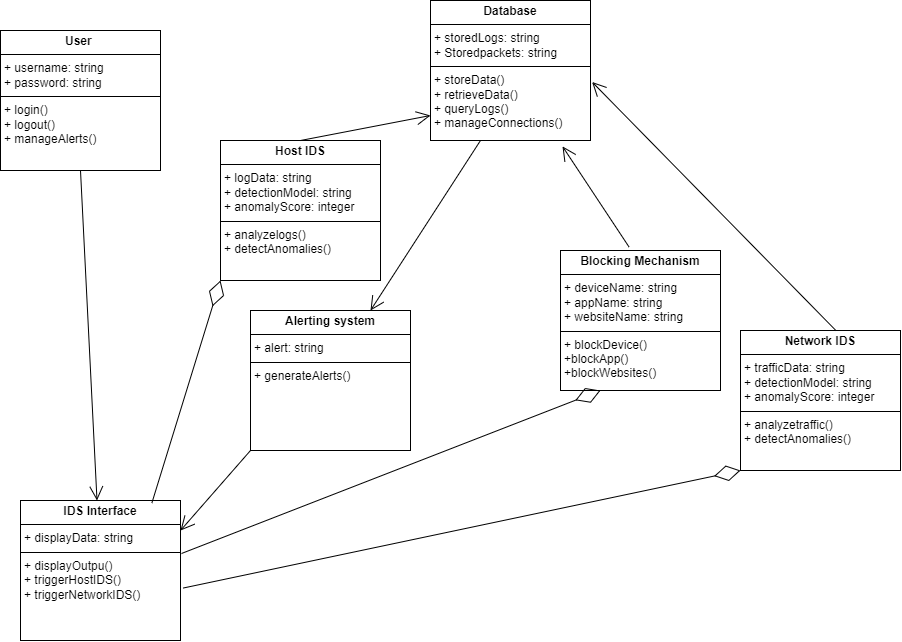 Database
+ storedLogs: string
+ Storedpackets: string
+ storeData()
+ retrieveData()
+ queryLogs()
+ manageConnections()
User
+ username: string
+ password: string
+ login()
+ logout()
+ manageAlerts()
Host IDS
+ logData: string
+ detectionModel: string
+ anomalyScore: integer
+ analyzelogs()
+ detectAnomalies()
Blocking Mechanism
+ deviceName: string
+ appName: string
+ websiteName: string
+ blockDevice()
+blockApp()
+blockWebsites()
Alerting system
+ alert: string
+ generateAlerts()
Network IDS
+ trafficData: string
+ detectionModel: string
+ anomalyScore: integer
+ analyzetraffic()
+ detectAnomalies()
IDS Interface
+ displayData: string
+ displayOutpu()
+ triggerHostIDS()
+ triggerNetworkIDS()